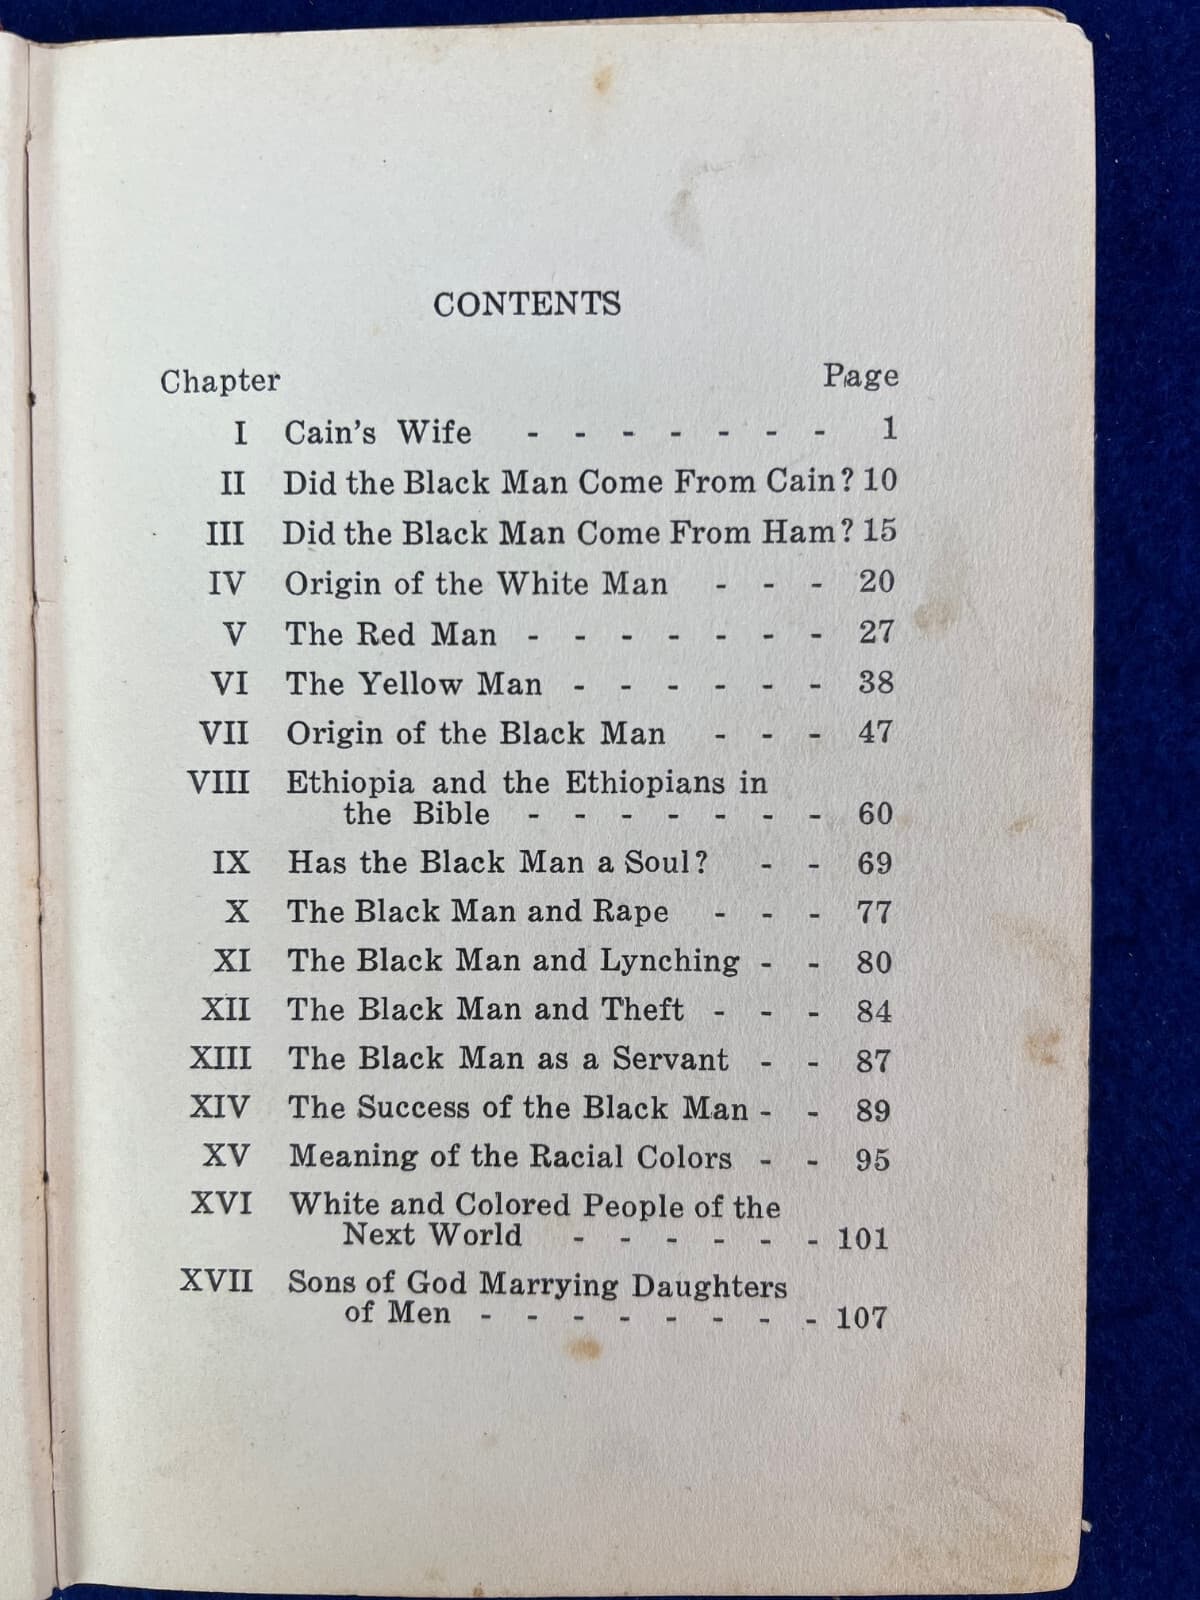 CONTENTS
Chapter Page
I Cain's Wife - - - - - - - 1
II Did the Black Man Come From Cain? 10
III Did the Black Man Come From Ham? 15
IV Origin of the White Man - - - 20
V The Red Man - - - - - - - 27
VI The Yellow Man - - - - - - 38
VII Origin of the Black Man - - - 47
VIII Ethiopia and the Ethiopians in
the Bible - - - - - - - 60
IX Has the Black Man a Soul? - - 69
X The Black Man and Rape - - - 77
XI The Black Man and Lynching - - 80
XII The Black Man and Theft - - - 84
XIII The Black Man as a Servant - - 87
XIV The Success of the Black Man - - 89
XV Meaning of the Racial Colors - - 95
XVI White and Colored People of the
Next World - - - - - - 101
XVII Sons of God Marrying Daughters
of Men - - - - - - - - 107